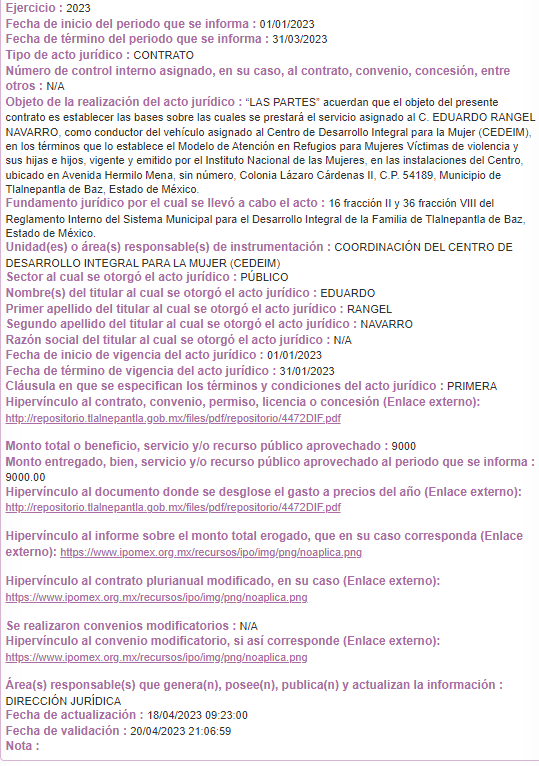 Ejercicio : 2023
Fecha de inicio del periodo que se informa : 01/01/2023
Fecha de término del periodo que se informa : 31/03/2023
Tipo de acto jurídico : CONTRATO
Número de control interno asignado, en su caso, al contrato, convenio, concesión, entre
otros : N/A
Objeto de la realización del acto jurídico : “LAS PARTES” acuerdan que el objeto del presente
contrato es establecer las bases sobre las cuales se prestará el servicio asignado al C. EDUARDO RANGEL
NAVARRO, como conductor del vehículo asignado al Centro de Desarrollo Integral para la Mujer (CEDEIM),
en los términos que lo establece el Modelo de Atención en Refugios para Mujeres Víctimas de violencia y
sus hijas e hijos, vigente y emitido por el Instituto Nacional de las Mujeres, en las instalaciones del Centro,
ubicado en Avenida Hermilo Mena, sin número, Colonia Lázaro Cárdenas II, C.P. 54189, Municipio de
Tlalnepantla de Baz, Estado de México.
Fundamento jurídico por el cual se llevó a cabo el acto : 16 fracción II y 36 fracción VIII del
Reglamento Interno del Sistema Municipal para el Desarrollo Integral de la Familia de Tlalnepantla de Baz,
Estado de México.
Unidad(es) o área(s) responsable(s) de instrumentación : COORDINACIÓN DEL CENTRO DE
DESARROLLO INTEGRAL PARA LA MUJER (CEDEIM)
Sector al cual se otorgó el acto jurídico : PÚBLICO
Nombre(s) del titular al cual se otorgó el acto jurídico : EDUARDO
Primer apellido del titular al cual se otorgó el acto jurídico : RANGEL
Segundo apellido del titular al cual se otorgó el acto jurídico : NAVARRO
Razón social del titular al cual se otorgó el acto jurídico : N/A
Fecha de inicio de vigencia del acto jurídico : 01/01/2023
Fecha de término de vigencia del acto jurídico : 31/01/2023
Cláusula en que se especifican los términos y condiciones del acto jurídico : PRIMERA
Hipervínculo al contrato, convenio, permiso, licencia o concesión (Enlace externo):
http://repositorio.tlalnepantla.gob.mx/files/pdf/repositorio/4472DIF.pdf
Monto total o beneficio, servicio y/o recurso público aprovechado : 9000
Monto entregado, bien, servicio y/o recurso público aprovechado al periodo que se informa :
9000.00
Hipervínculo al documento donde se desglose el gasto a precios del año (Enlace externo):
http://repositorio.tlalnepantla.gob.mx/files/pdf/repositorio/4472DIF.pdf
Hipervínculo al informe sobre el monto total erogado, que en su caso corresponda (Enlace
externo): https://www.ipomex.org.mx/recursos/ipo/img/png/noaplica.png
Hipervínculo al contrato plurianual modificado, en su caso (Enlace externo):
https://www.ipomex.org.mx/recursos/ipo/img/png/noaplica.png
Se realizaron convenios modificatorios : N/A
Hipervínculo al convenio modificatorio, si así corresponde (Enlace externo):
https://www.ipomex.org.mx/recursos/ipo/img/png/noaplica.png
Área(s) responsable(s) que genera(n), posee(n), publica(n) y actualizan la información :
DIRECCIÓN JURÍDICA
Fecha de actualización : 18/04/2023 09:23:00
Fecha de validación : 20/04/2023 21:06:59
Nota :